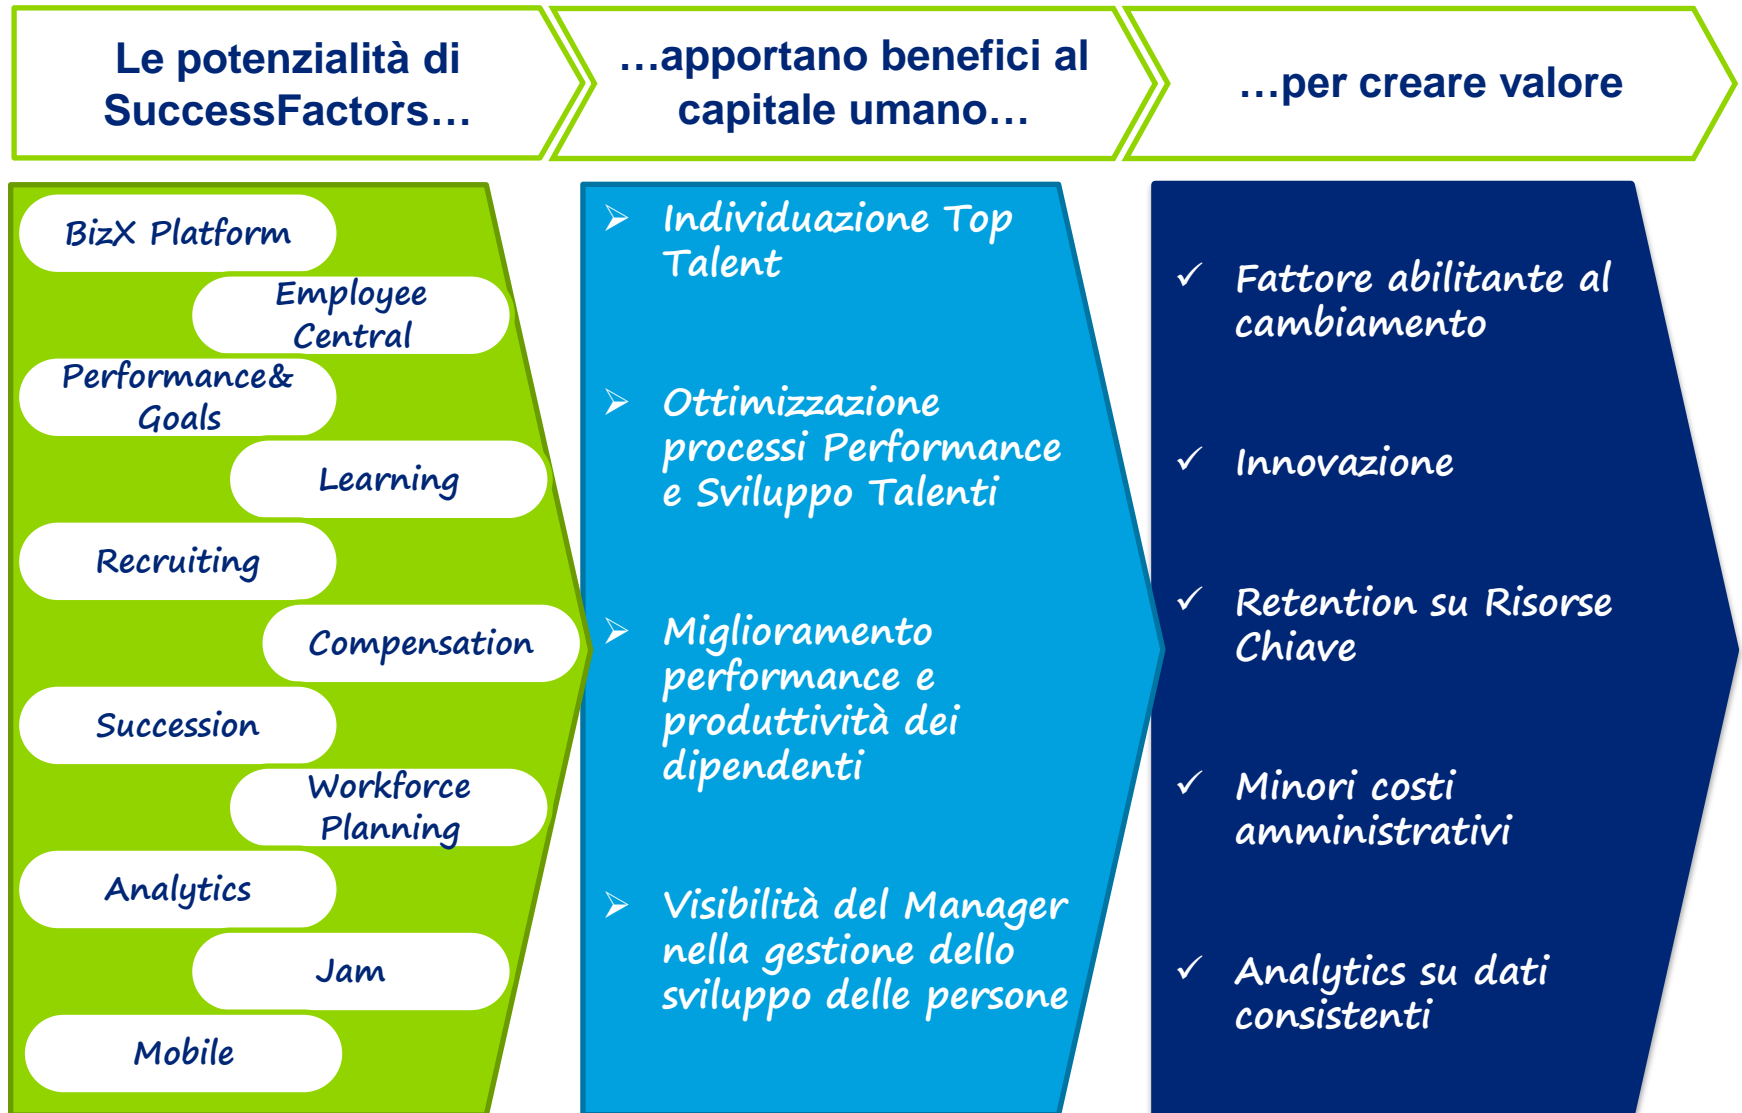 Le potenzialità di
SuccessFactors…
…apportano benefici al
capitale umano…
…per creare valore
BizX Platform
Employee
Central
Performance&
Goals
Learning
Recruiting
Compensation
Succession
Workforce
Planning
Analytics
Jam
Mobile
Individuazione Top
Talent
Ottimizzazione
processi Performance
e Sviluppo Talenti
Miglioramento
performance e
produttività dei
dipendenti
Visibilità del Manager
nella gestione dello
sviluppo delle persone
Fattore abilitante al
cambiamento
Innovazione
Retention su Risorse
Chiave
Minori costi
amministrativi
Analytics su dati
consistenti